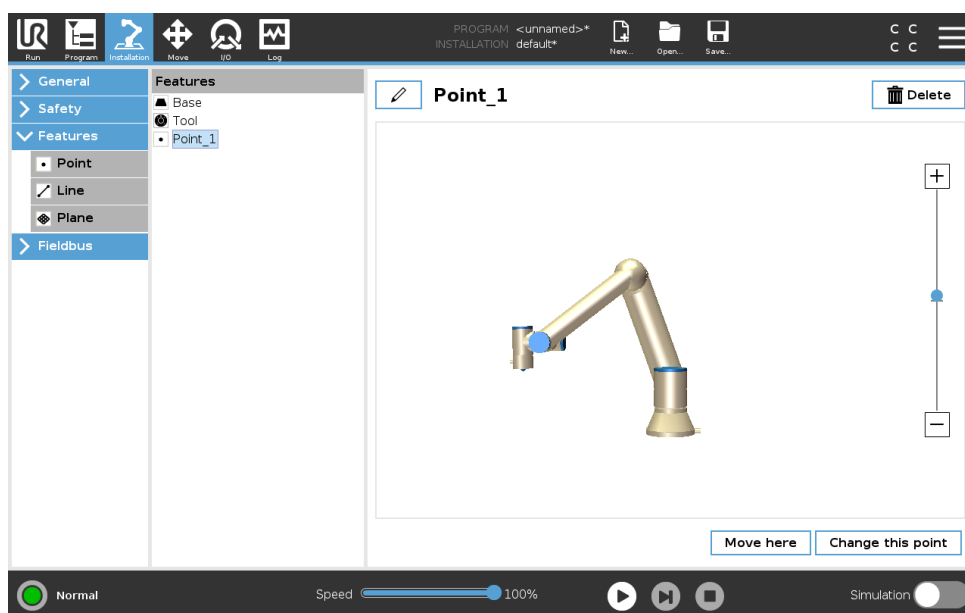 PROGRAM <unnamed>*
INSTALLATION default*
Run Program Installation Move I/O Log New... Open... Save...
C C
C C
General
Safety
Features
Point
Line
Plane
Fieldbus
Features
Base
Tool
Point_1
Point_1
Delete
Move here
Change this point
Normal
Speed
100%
Simulation